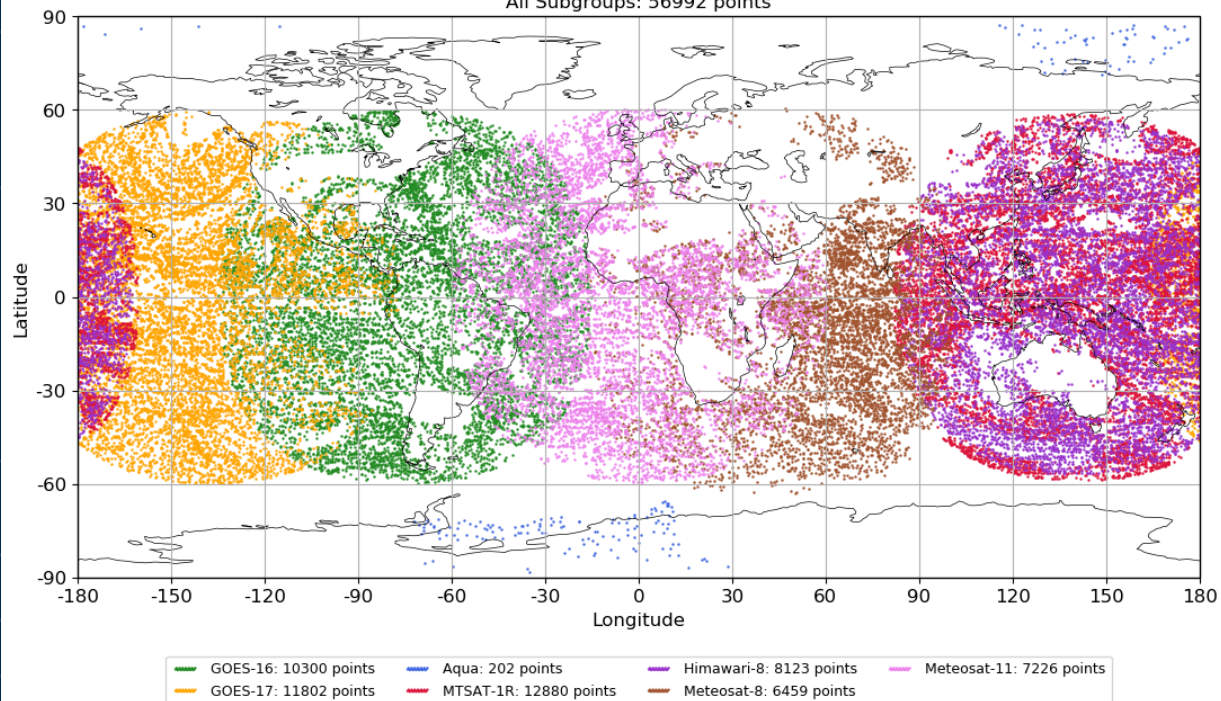 All Subgroups: 56992 points
90
60
30
0
-30
-60
-90
Latitude
-180 -150 -120 -90 -60 -30 0 30 60 90 120 150 180
Longitude
GOES-16: 10300 points Aqua: 202 points Himawari-8: 8123 points Meteosat-11: 7226 points
GOES-17: 11802 points MTSAT-1R: 12880 points Meteosat-8: 6459 points